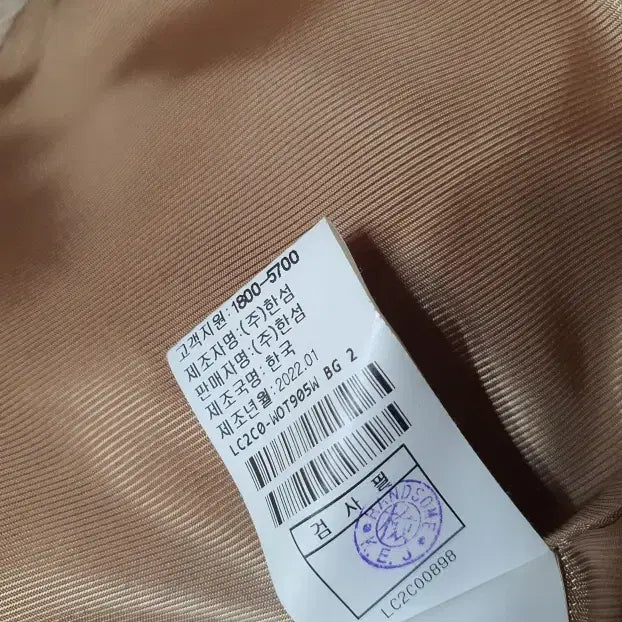 고객지원:1800-5700
제조자명:(주)한섬
판매자명:(주)한섬
제조국명: 한국
제조년월:2022.01
LC2C0-WOT905W BG 2
검 사 필
HANDSOME
LC2C00898